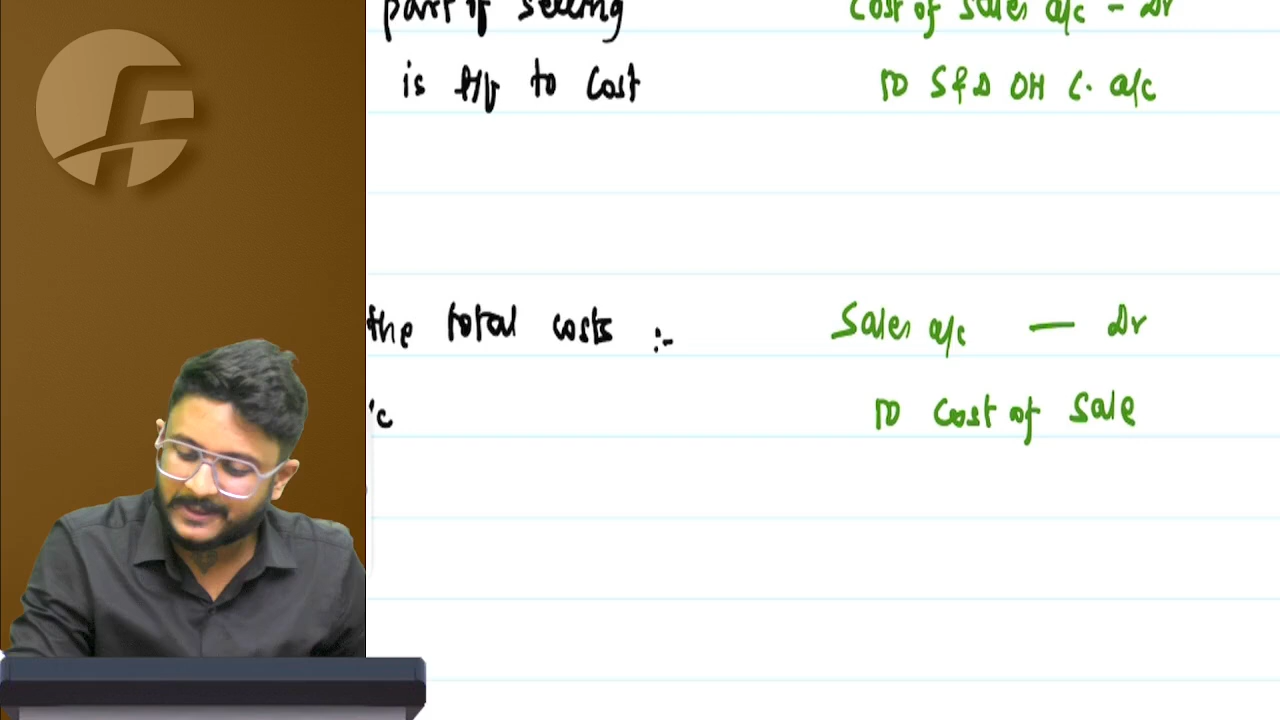 part of selling
Cost of Sales a/c - Dr
is t/f to Cost
To S&D OH C. a/c
the total costs :-
Sales a/c — Dr
'c
To Cost of Sale